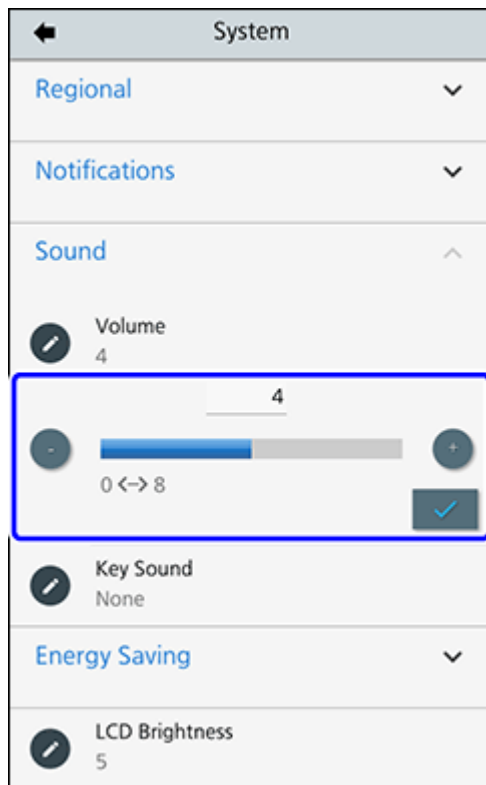 System
Regional
Notifications
Sound
Volume
4
4
-
+
0 <-> 8
Key Sound
None
Energy Saving
LCD Brightness
5